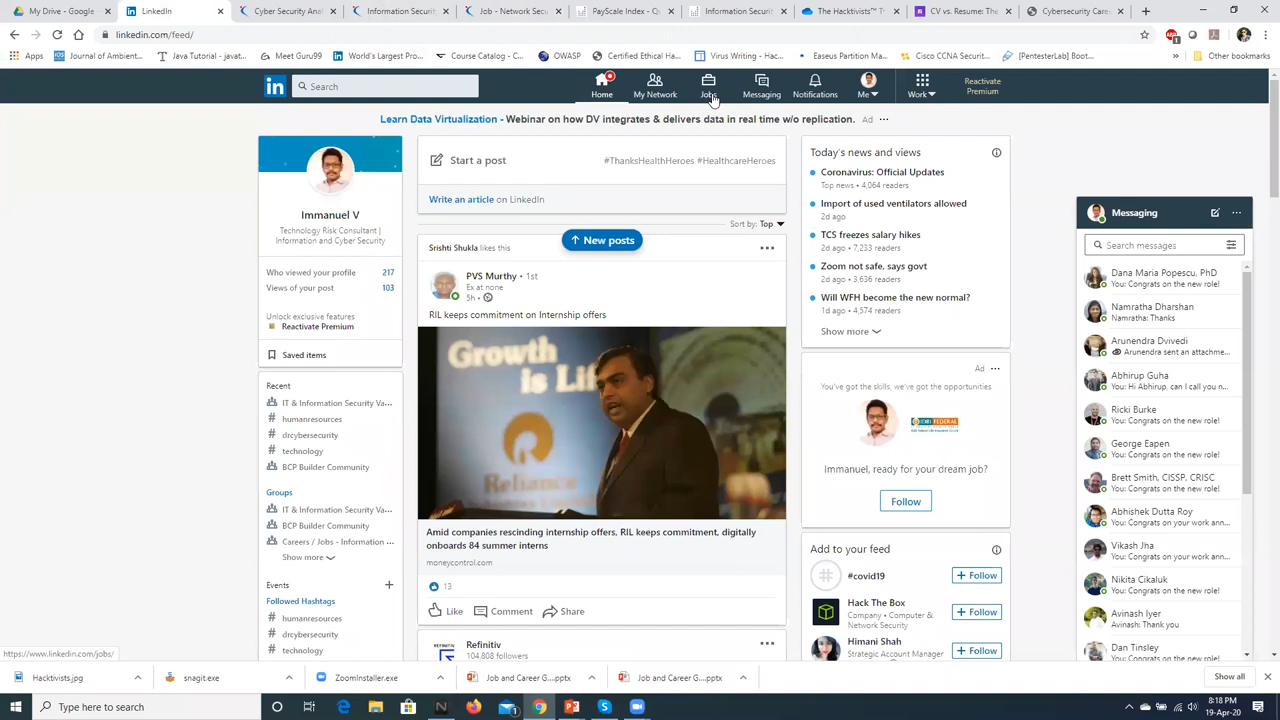 My Drive - Google
LinkedIn
Cyber Security Anal
Information Security
Job - Network Secu
PayScale Index - Q
Information Securit
The Hacktivists™ T
CV vs. Resume: The
Cybersecurity Care
linkedin.com/feed/
Apps
Journal of Ambient...
Java Tutorial - javat...
Meet Guru99
World's Largest Pro...
Course Catalog - C...
OWASP
Certified Ethical Ha...
Virus Writing - Hac...
Easeus Partition Ma...
Cisco CCNA Securit...
[PentesterLab] Boot...
Other bookmarks
Search
Home
My Network
Jobs
Messaging
Notifications
Me
Work
Reactivate
Premium
Learn Data Virtualization - Webinar on how DV integrates & delivers data in real time w/o replication. Ad ...
Immanuel V
Technology Risk Consultant |
Information and Cyber Security
Who viewed your profile 217
Views of your post 103
Unlock exclusive features
Reactivate Premium
Saved items
Recent
IT & Information Security Va...
# humanresources
# drcybersecurity
# technology
BCP Builder Community
Groups
IT & Information Security Va...
BCP Builder Community
Careers / Jobs - Information ...
Show more
Events +
Followed Hashtags
# humanresources
# drcybersecurity
# technology
Start a post
#ThanksHealthHeroes #HealthcareHeroes
Write an article on LinkedIn
Sort by: Top
New posts
Srishti Shukla likes this
PVS Murthy • 1st
Ex at none
5h •
RIL keeps commitment on Internship offers
Growth
is Life
Reliance
Amid companies rescinding internship offers, RIL keeps commitment, digitally
onboards 84 summer interns
moneycontrol.com
13
Like
Comment
Share
REFINITIV
Refinitiv
104,808 followers
Today's news and views
Coronavirus: Official Updates
Top news • 4,064 readers
Import of used ventilators allowed
2d ago
TCS freezes salary hikes
2d ago • 7,233 readers
Zoom not safe, says govt
2d ago • 3,636 readers
Will WFH become the new normal?
1d ago • 4,574 readers
Show more
Ad ...
You've got the skills, we've got the opportunities
FEDERAL
Immanuel, ready for your dream job?
Follow
Add to your feed
#covid19
+ Follow
Hack The Box
Company • Computer &
Network Security
+ Follow
Himani Shah
Strategic Account Manager
+ Follow
Messaging
Search messages
Dana Maria Popescu, PhD
You: Congrats on the new role!
Namratha Dharshan
Namratha: Thanks
Arunendra Dvivedi
Arunendra sent an attachme...
Abhirup Guha
You: Hi Abhirup, can I call you n...
Ricki Burke
You: Congrats on the new role!
George Eapen
You: Congrats on the new role!
Brett Smith, CISSP, CRISC
You: Congrats on the new role!
Abhishek Dutta Roy
You: Congrats on your work ann...
Vikash Jha
You: Congrats on your work ann...
Nikita Cikaluk
You: Congrats on your work ann...
Avinash Iyer
Avinash: Thank you
Dan Tinsley
You: Congrats on the new role!
https://www.linkedin.com/jobs/
Hacktivists.jpg
snagit.exe
ZoomInstaller.exe
Job and Career G....pptx
Job and Career G....pptx
Show all
Type here to search
8:18 PM
19-Apr-20